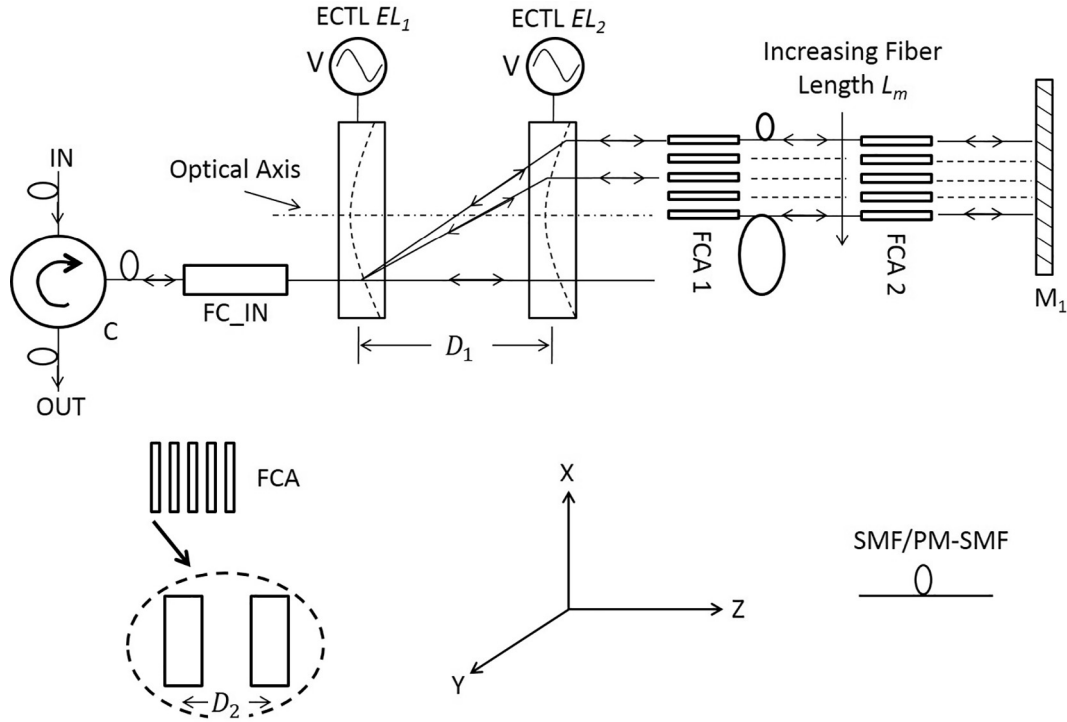 ECTL EL₁
ECTL EL₂
V
V
Increasing Fiber
Length Lₘ
IN
Optical Axis
FC_IN
C
FCA 1
FCA 2
M₁
D₁
OUT
FCA
X
SMF/PM-SMF
Z
Y
D₂